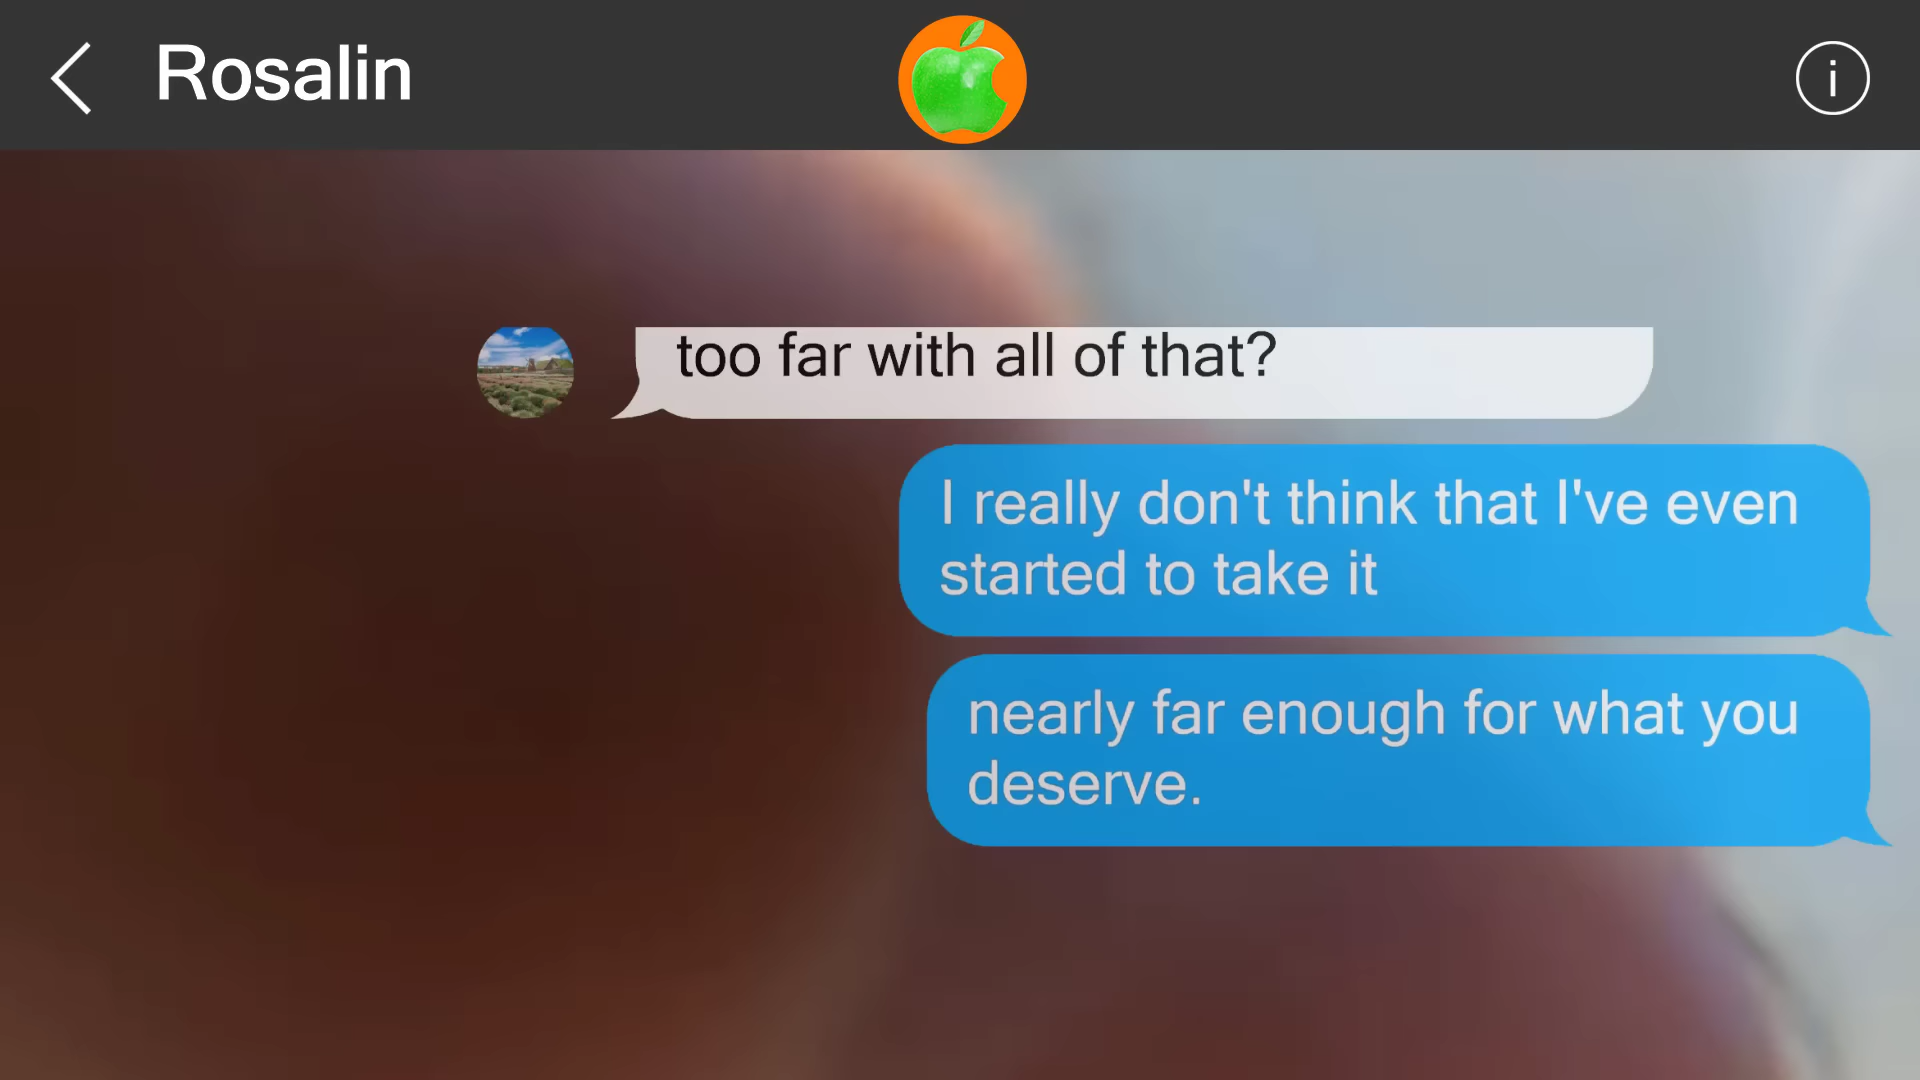 Rosalin
i
too far with all of that?
I really don't think that I've even
started to take it
nearly far enough for what you
deserve.